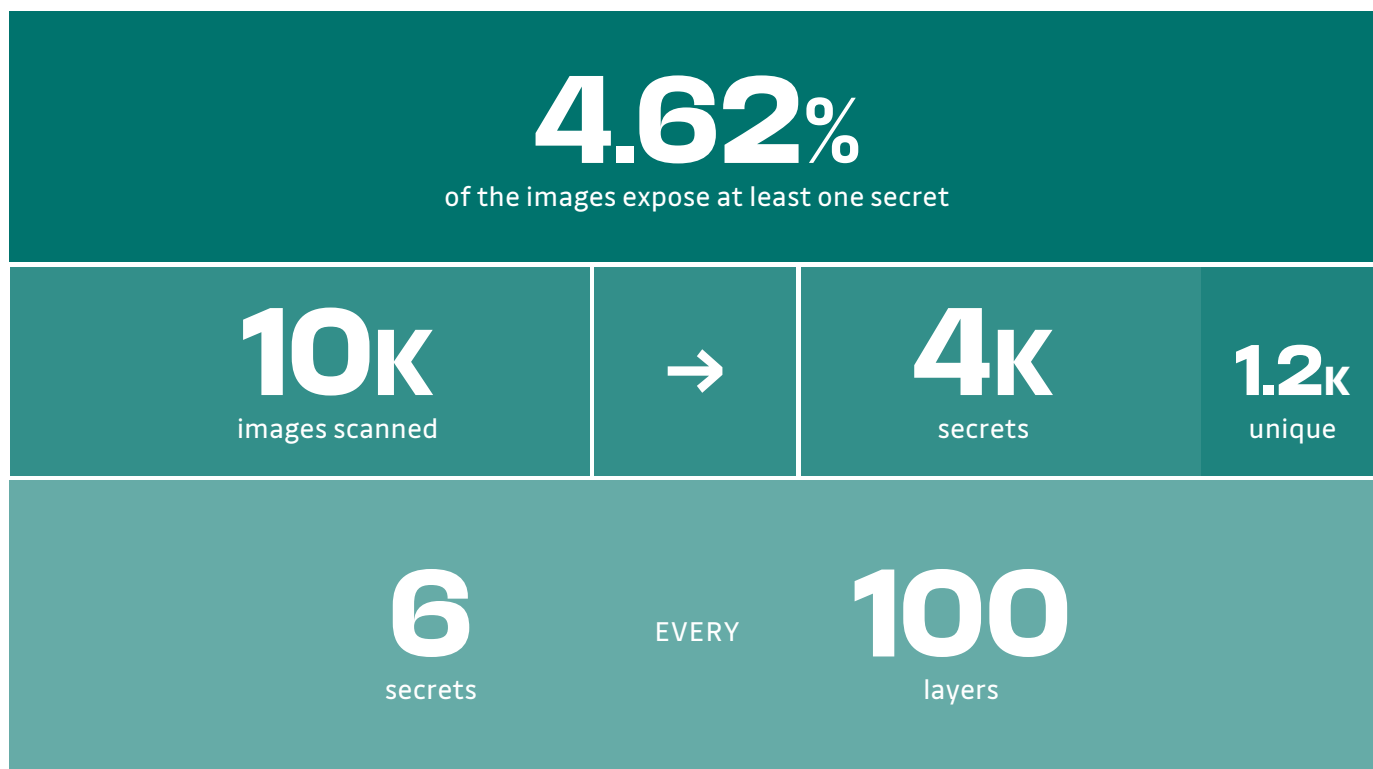 4.62%
of the images expose at least one secret
10K
images scanned
→
4K
secrets
1.2K
unique
6
secrets
EVERY
100
layers